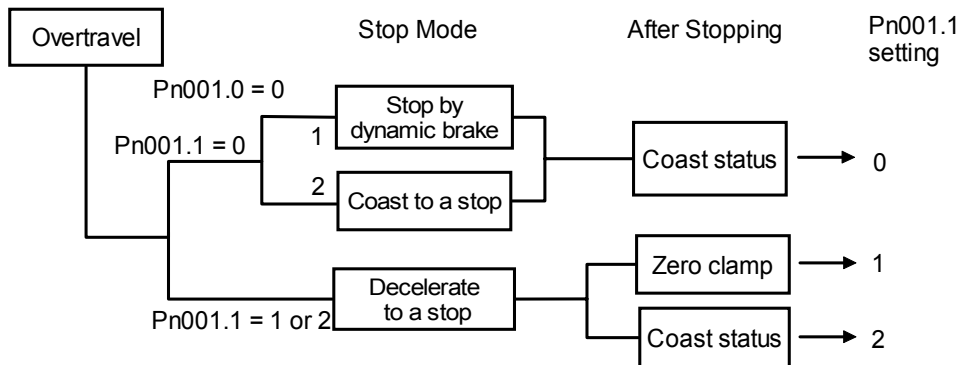 Overtravel
Stop Mode
After Stopping
Pn001.1
setting
Pn001.0 = 0
Stop by
dynamic brake
1
Pn001.1 = 0
2
Coast to a stop
Coast status
0
Decelerate
to a stop
Pn001.1 = 1 or 2
Zero clamp
1
Coast status
2